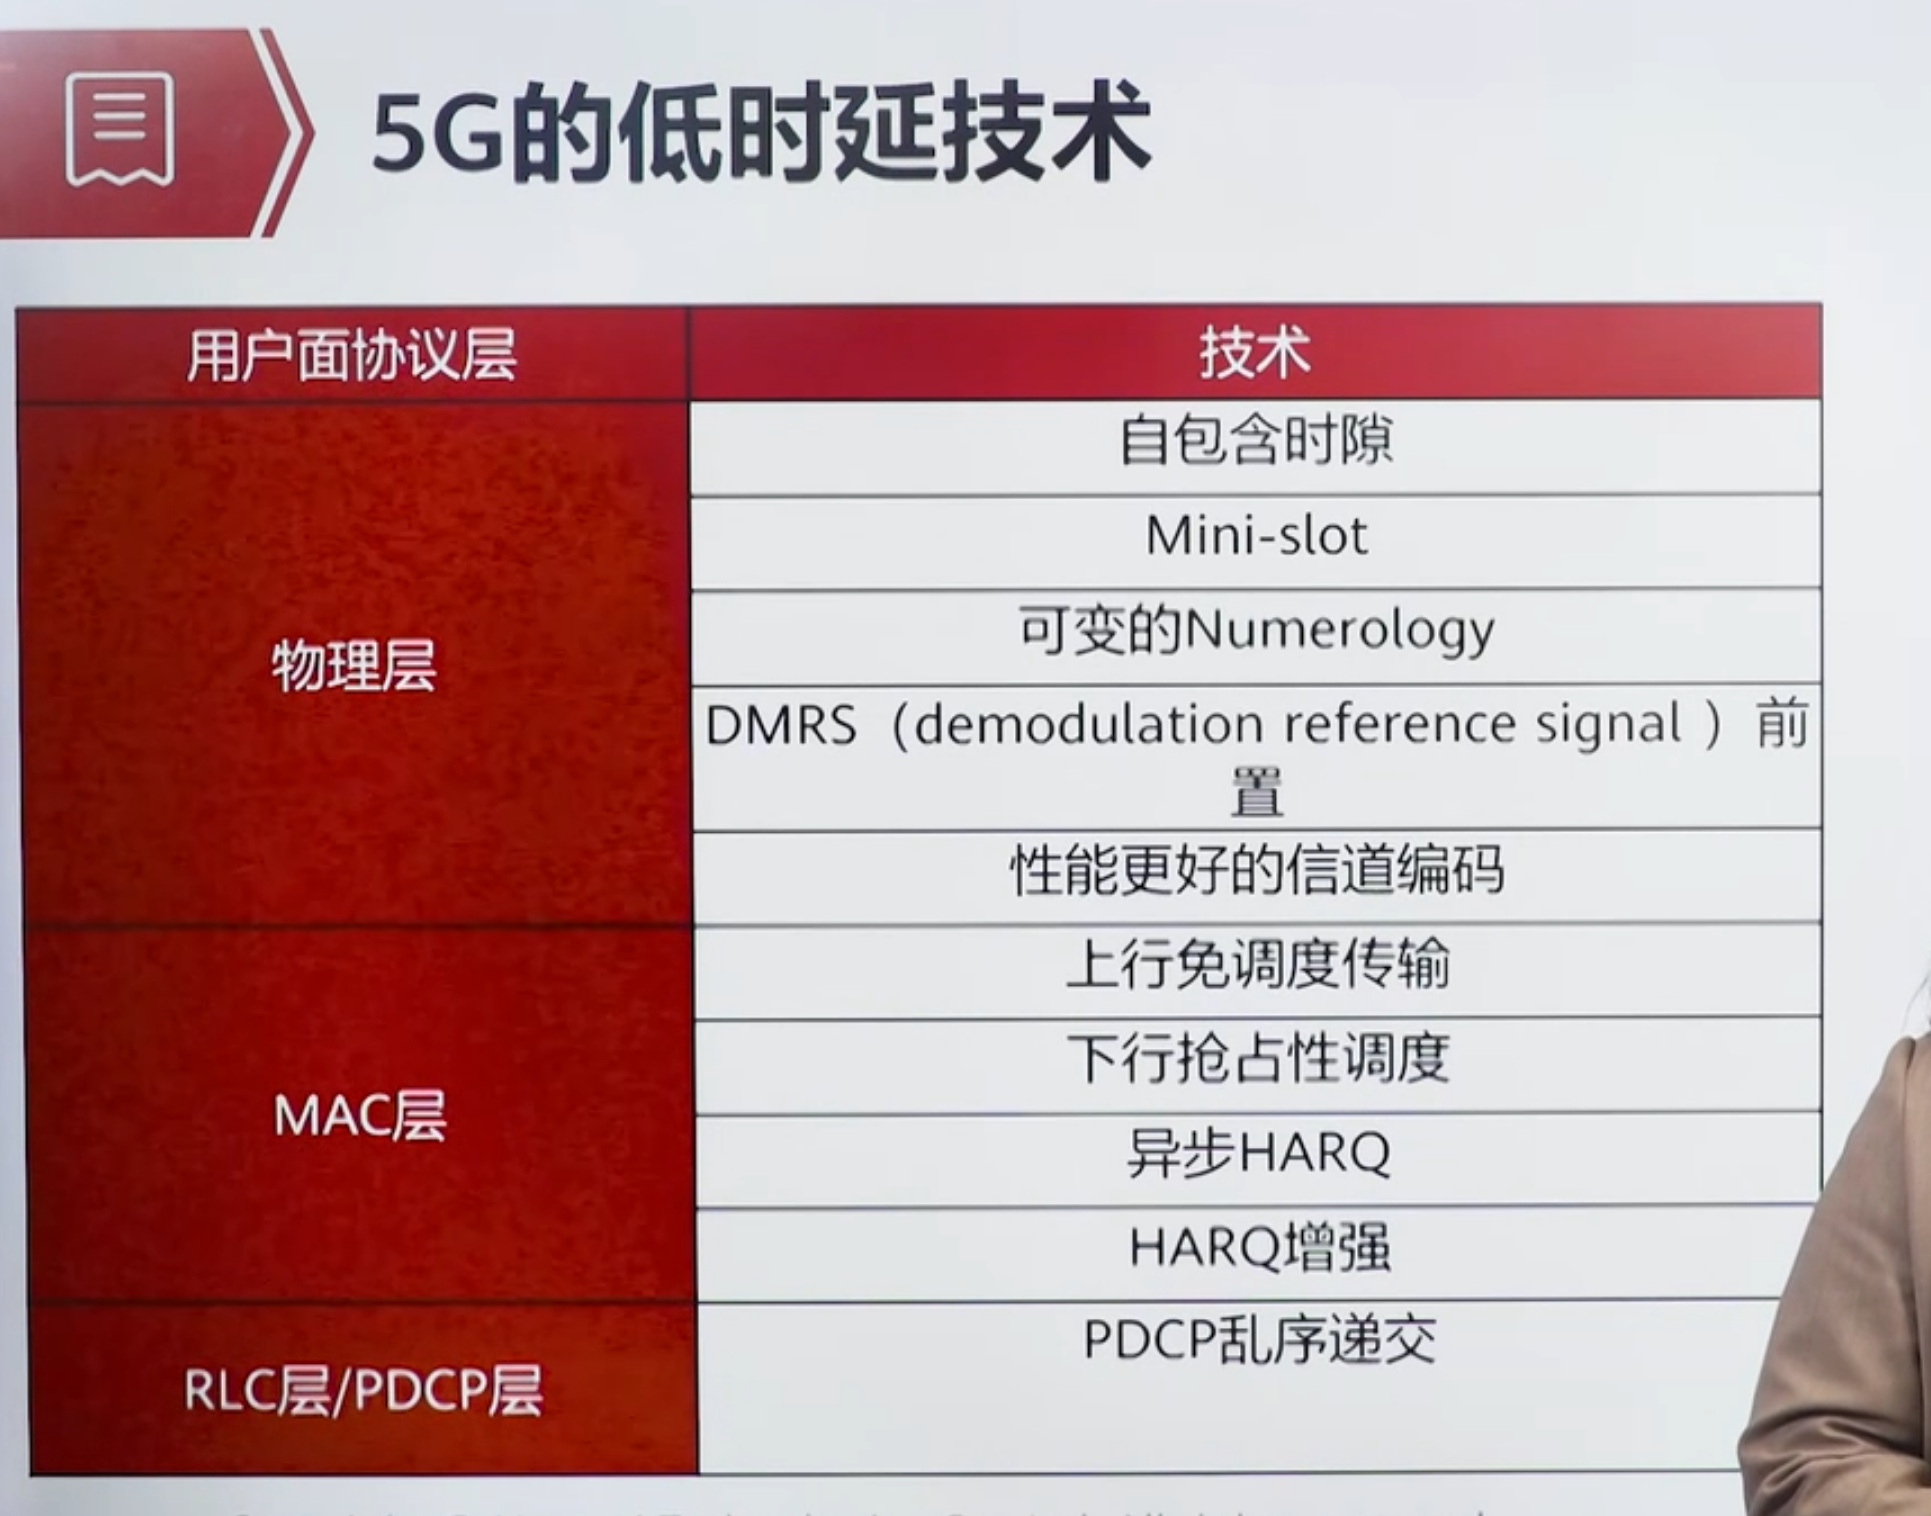 5G的低时延技术
用户面协议层
技术
物理层
自包含时隙
Mini-slot
可变的Numerology
DMRS（demodulation reference signal ）前
置
性能更好的信道编码
MAC层
上行免调度传输
下行抢占性调度
异步HARQ
HARQ增强
RLC层/PDCP层
PDCP乱序递交